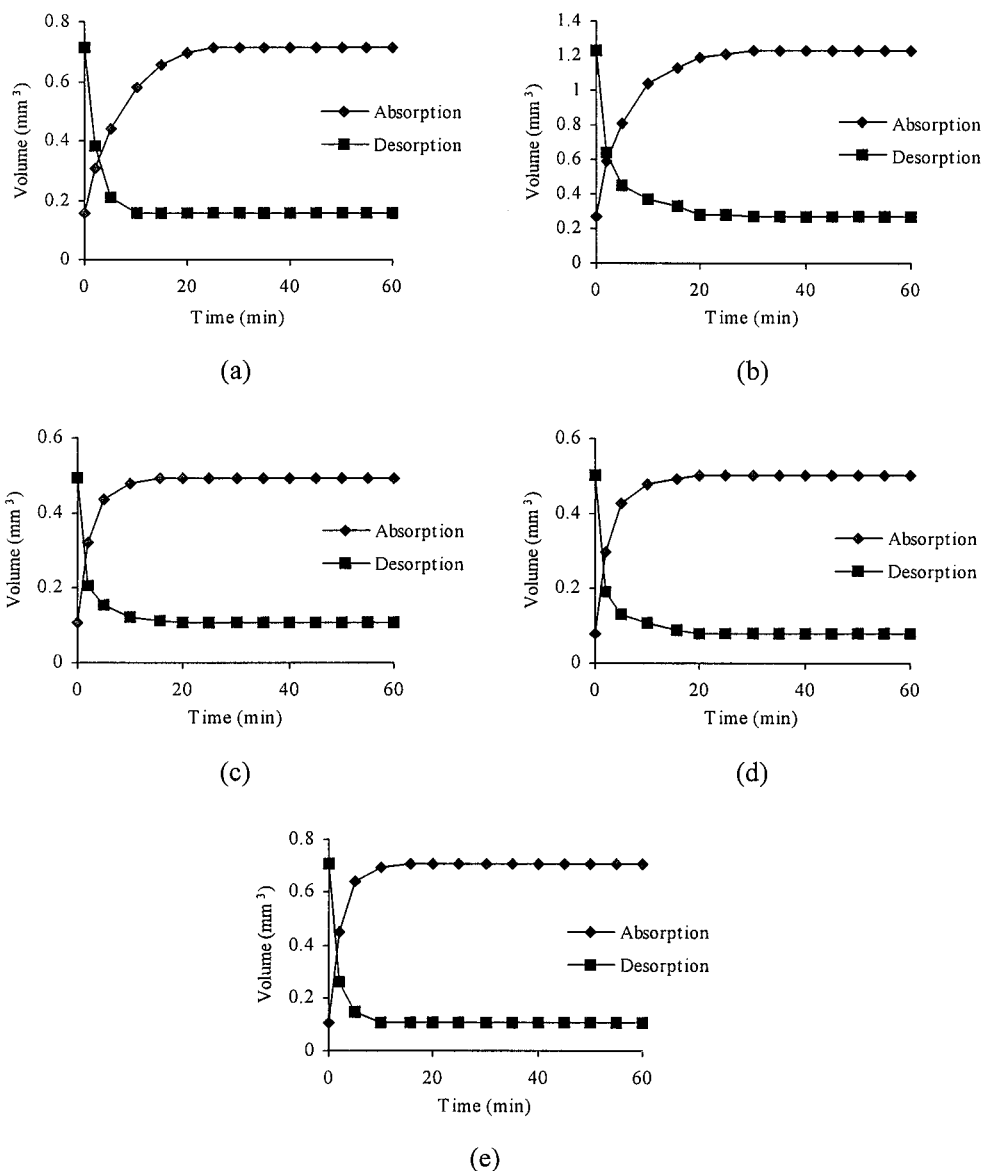 0.8
0.6
0.4
0.2
0
Volume (mm³)
0 20 40 60
Time (min)
Absorption
Desorption
(a)
1.4
1.2
1
0.8
0.6
0.4
0.2
0
Volume (mm³)
0 20 40 60
Time (min)
Absorption
Desorption
(b)
0.6
0.4
0.2
0
Volume (mm³)
0 20 40 60
Time (min)
Absorption
Desorption
(c)
0.6
0.4
0.2
0
Volume (mm³)
0 20 40 60
Time (min)
Absorption
Desorption
(d)
0.8
0.6
0.4
0.2
0
Volume (mm³)
0 20 40 60
Time (min)
Absorption
Desorption
(e)